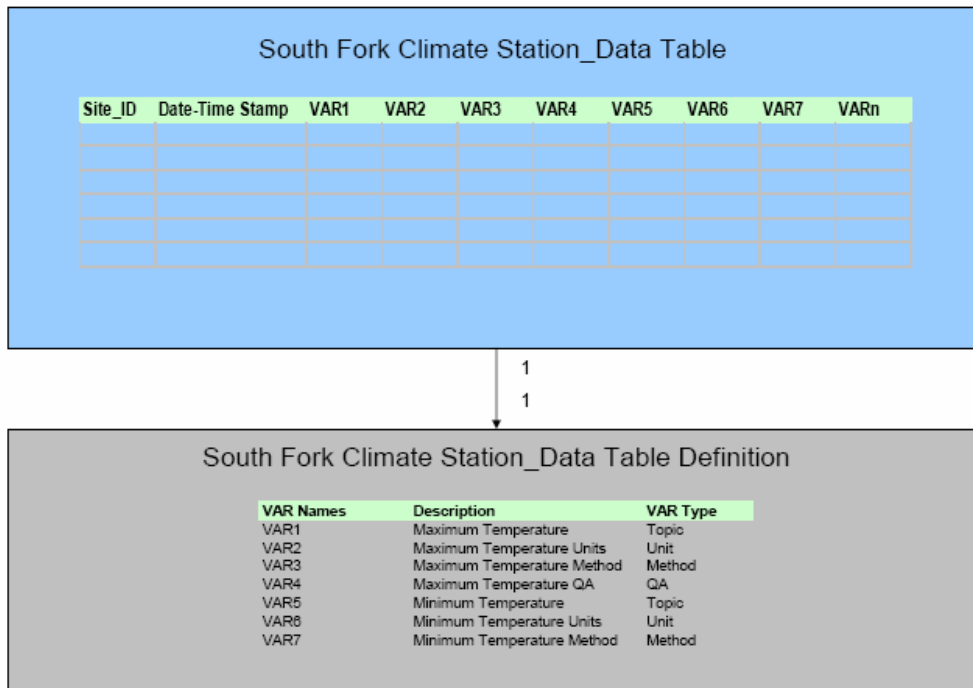 South Fork Climate Station_Data Table
Site_ID Date-Time Stamp VAR1 VAR2 VAR3 VAR4 VAR5 VAR6 VAR7 VARn
1
1
South Fork Climate Station_Data Table Definition
VAR Names Description VAR Type
VAR1 Maximum Temperature Topic
VAR2 Maximum Temperature Units Unit
VAR3 Maximum Temperature Method Method
VAR4 Maximum Temperature QA QA
VAR5 Minimum Temperature Topic
VAR6 Minimum Temperature Units Unit
VAR7 Minimum Temperature Method Method